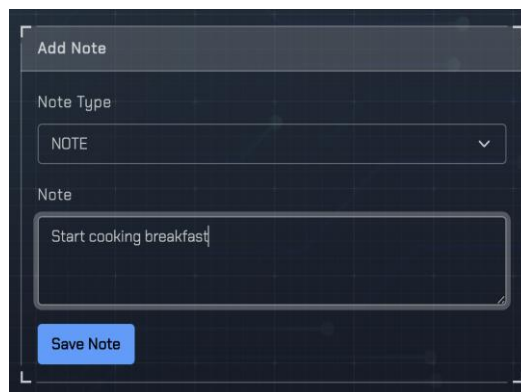 Add Note
Note Type
NOTE
Note
Start cooking breakfast
Save Note